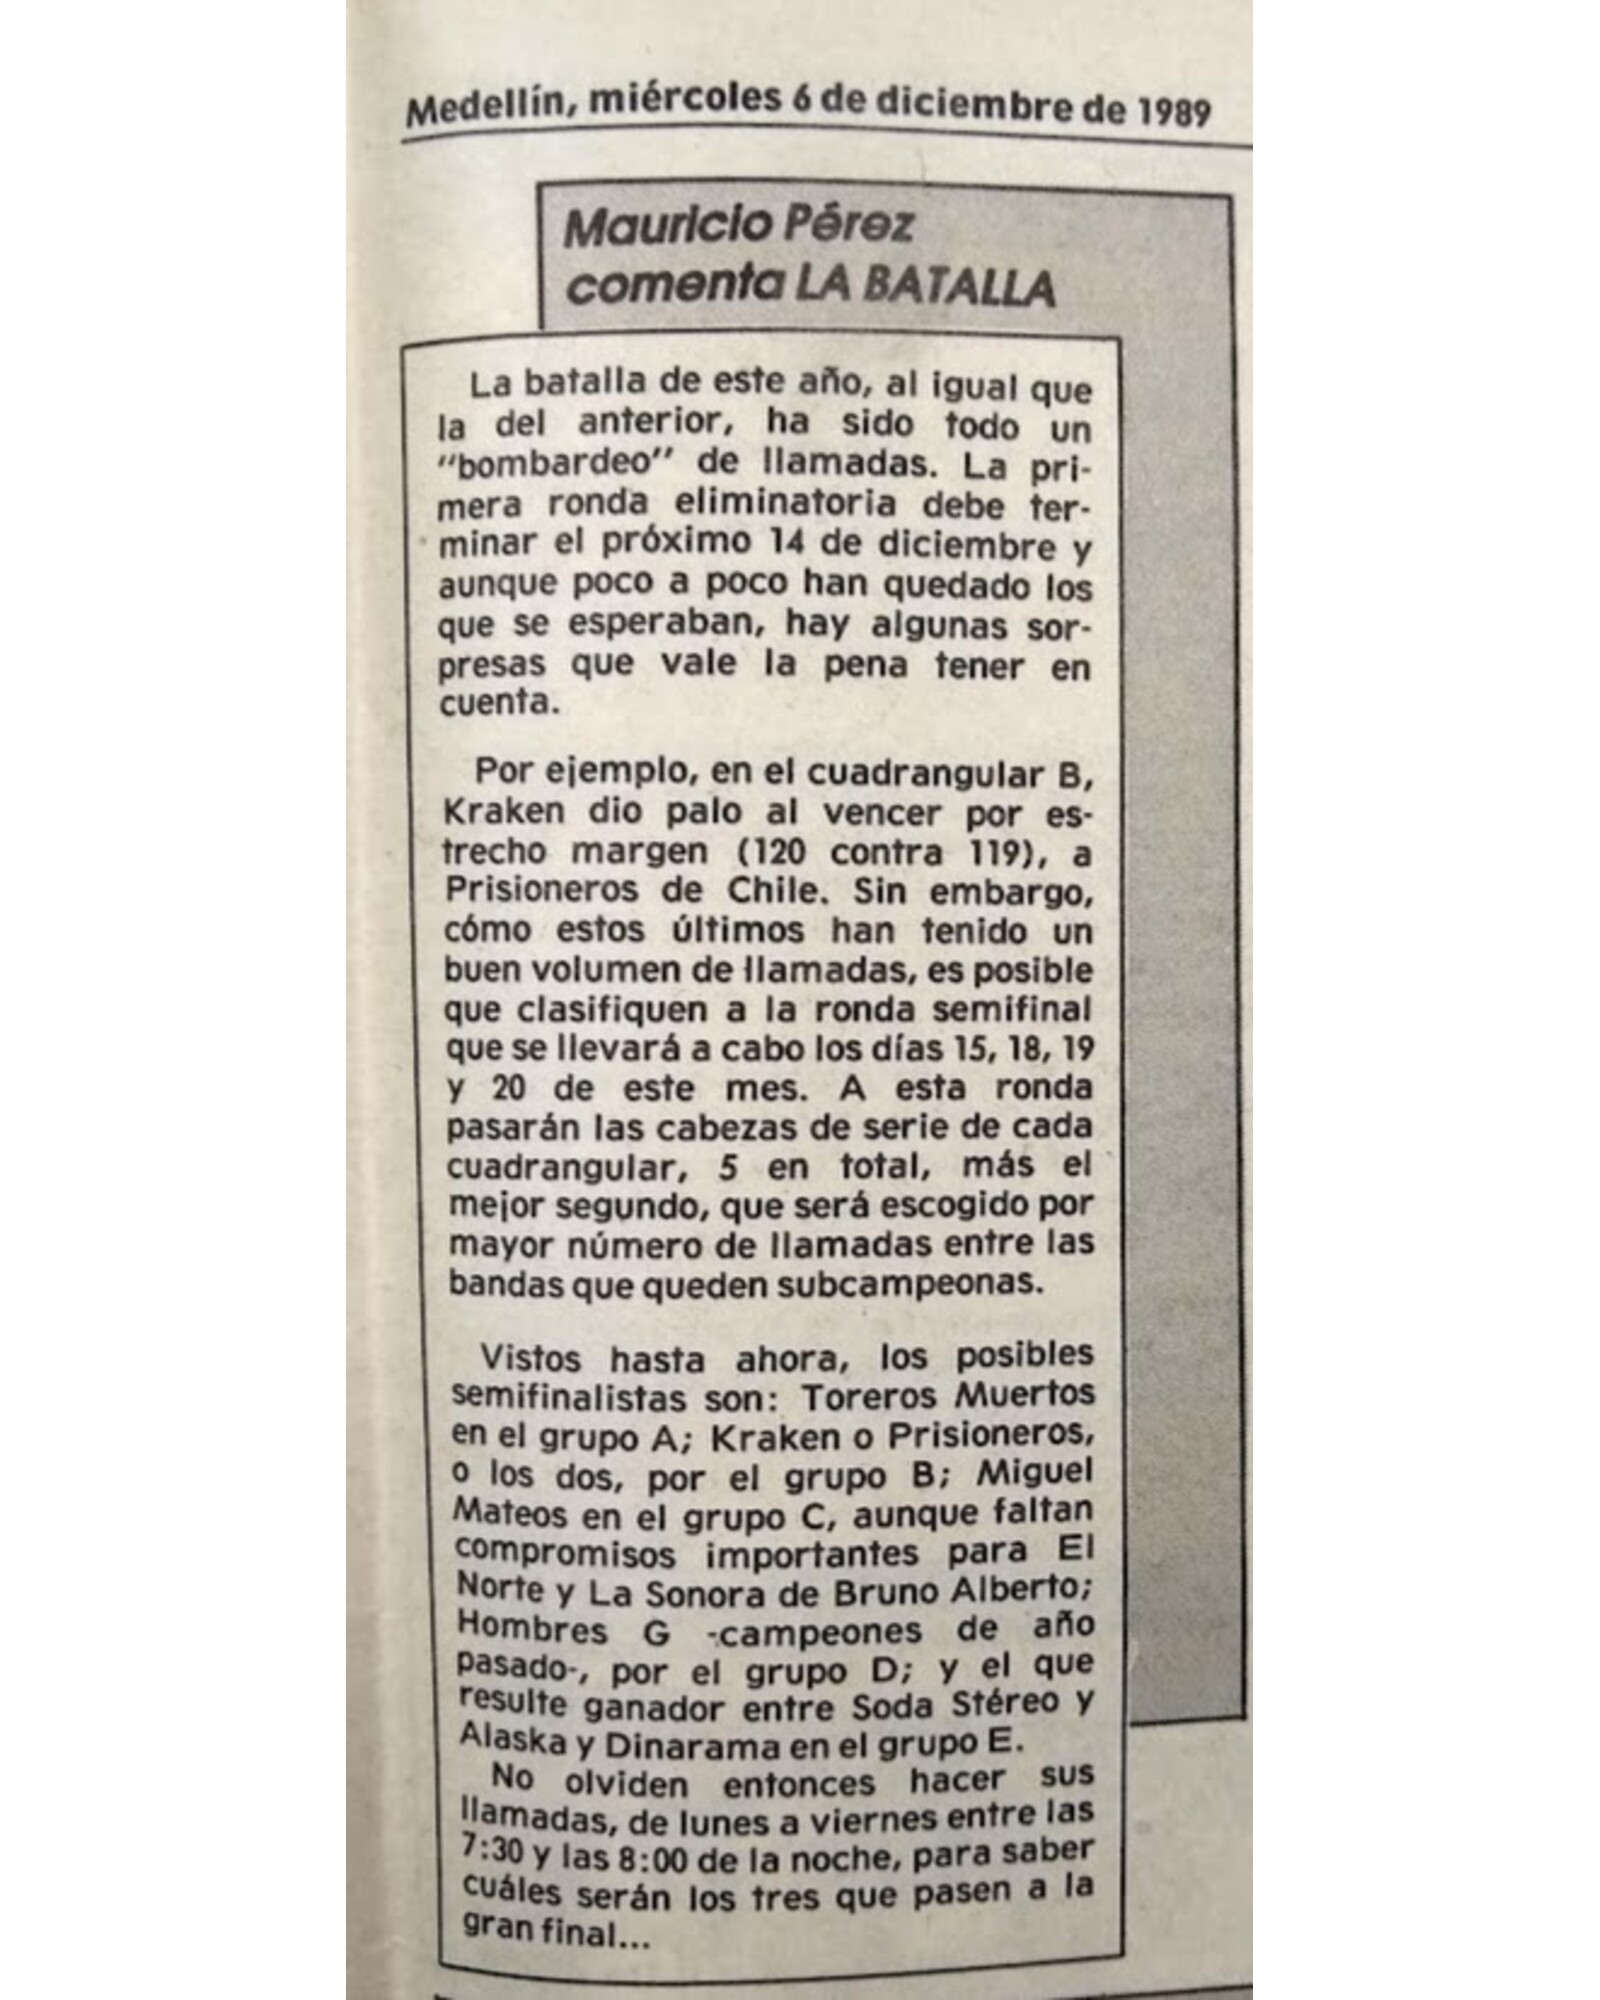 Medellín, miércoles 6 de diciembre de 1989
Mauricio Pérez
comenta LA BATALLA
La batalla de este año, al igual que
la del anterior, ha sido todo un
"bombardeo" de llamadas. La pri-
mera ronda eliminatoria debe ter-
minar el próximo 14 de diciembre y
aunque poco a poco han quedado los
que se esperaban, hay algunas sor-
presas que vale la pena tener en
cuenta.
Por ejemplo, en el cuadrangular B,
Kraken dio palo al vencer por es-
trecho margen (120 contra 119), a
Prisioneros de Chile. Sin embargo,
cómo estos últimos han tenido un
buen volumen de llamadas, es posible
que clasifiquen a la ronda semifinal
que se llevará a cabo los días 15, 18, 19
y 20 de este mes. A esta ronda
pasarán las cabezas de serie de cada
cuadrangular, 5 en total, más el
mejor segundo, que será escogido por
mayor número de llamadas entre las
bandas que queden subcampeonas.
Vistos hasta ahora, los posibles
semifinalistas son: Toreros Muertos
en el grupo A; Kraken o Prisioneros,
o los dos, por el grupo B; Miguel
Mateos en el grupo C, aunque faltan
compromisos importantes para El
Norte y La Sonora de Bruno Alberto;
Hombres G -campeones de año
pasado-, por el grupo D; y el que
resulte ganador entre Soda Stéreo y
Alaska y Dinarama en el grupo E.
No olviden entonces hacer sus
llamadas, de lunes a viernes entre las
7:30 y las 8:00 de la noche, para saber
cuáles serán los tres que pasen a la
gran final...